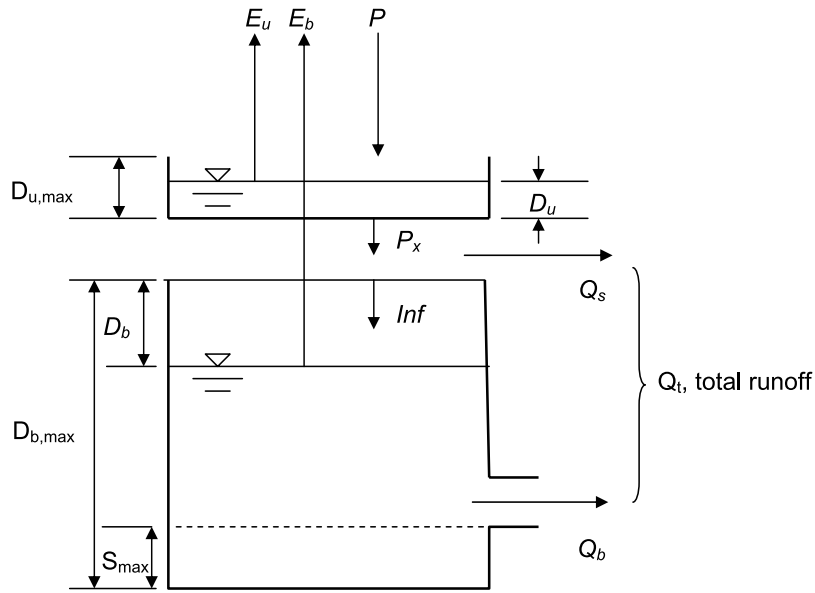 E_u E_b P
D_u,max
D_u
P_x
Q_s
D_b
Inf
Q_t, total runoff
D_b,max
S_max
Q_b